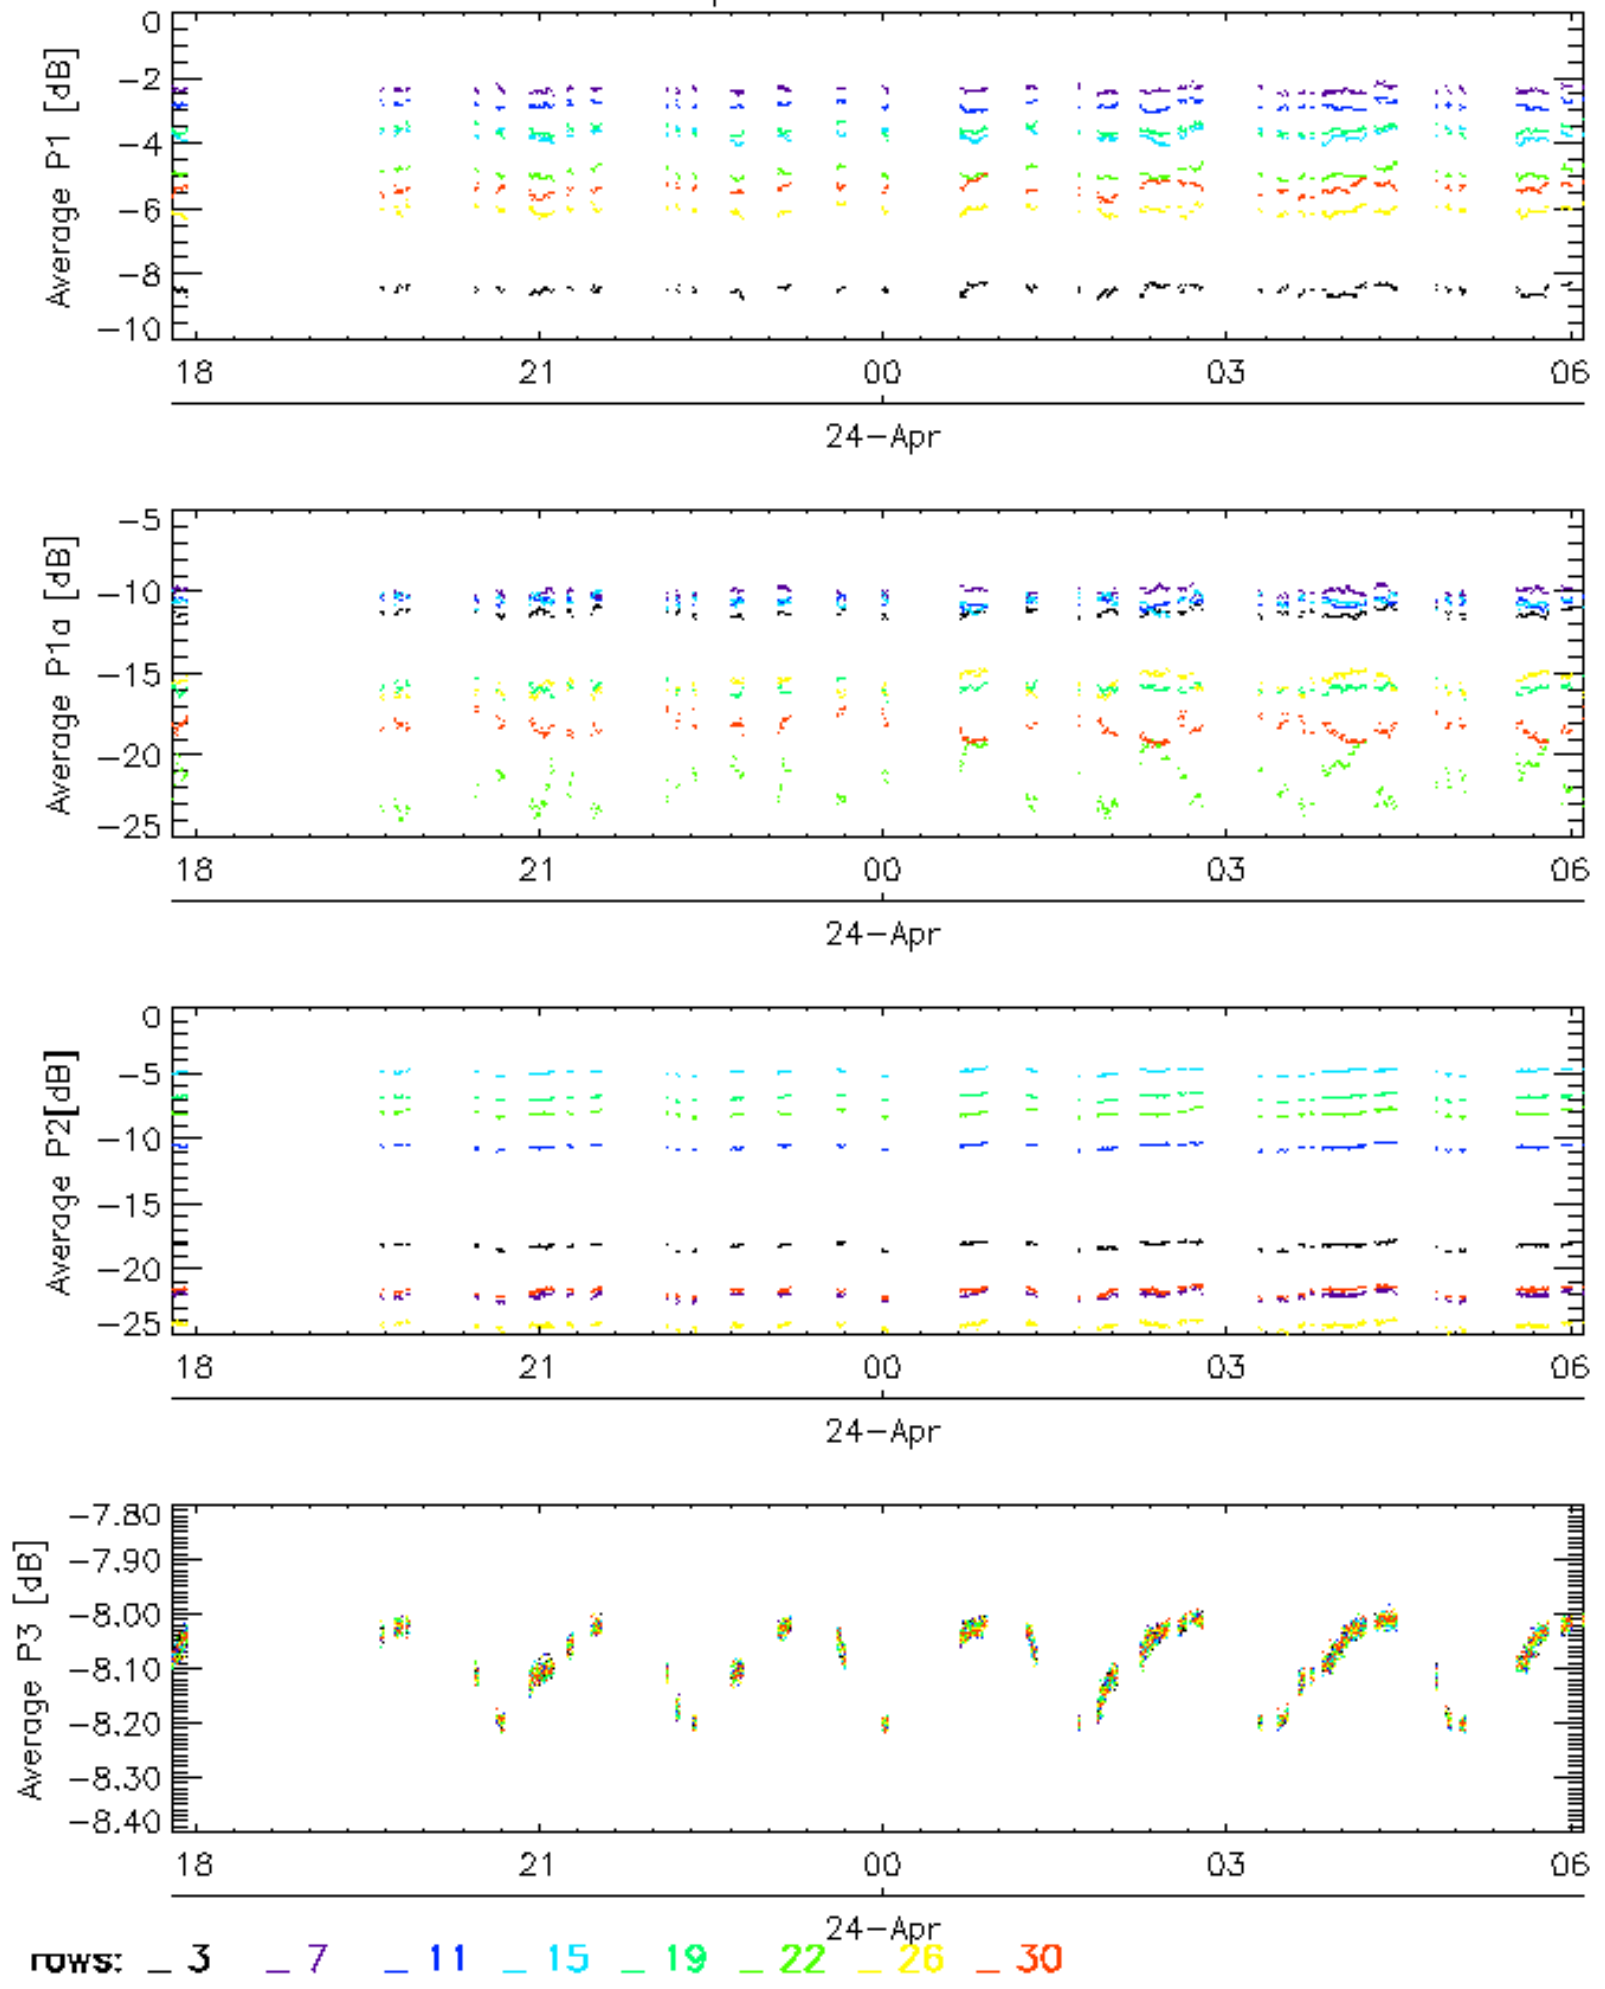 0
−2
−4
−6
−8
−10
Average P1 [dB]
18 21 00 03 06
24−Apr
−5
−10
−15
−20
−25
Average P1a [dB]
18 21 00 03 06
24−Apr
0
−5
−10
−15
−20
−25
Average P2[dB]
18 21 00 03 06
24−Apr
−7.80
−7.90
−8.00
−8.10
−8.20
−8.30
−8.40
Average P3 [dB]
18 21 00 03 06
24−Apr
rows: _ 3 _ 7 _ 11 _ 15 _ 19 _ 22 _ 26 _ 30